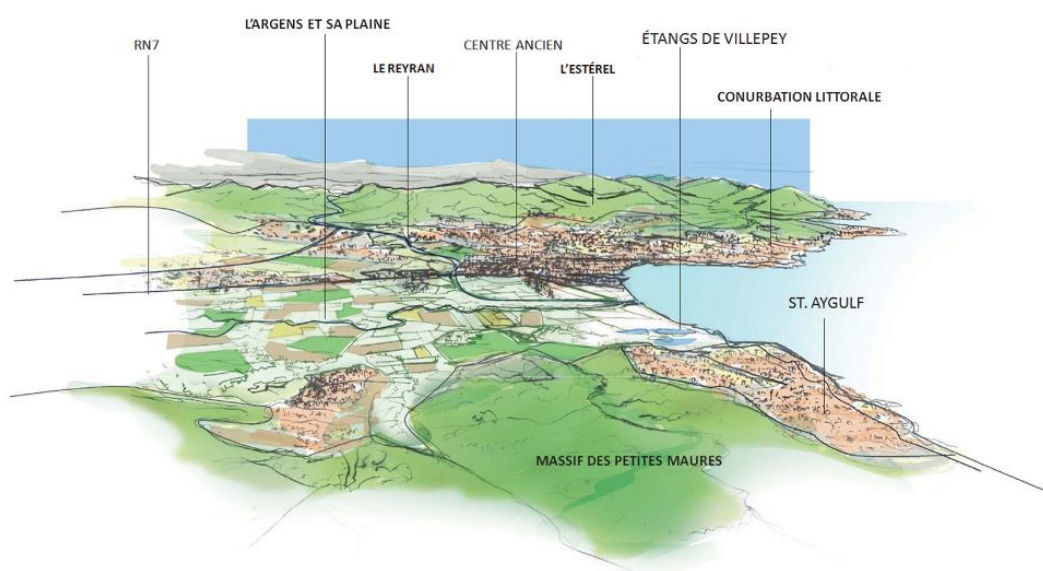 L'ARGENS ET SA PLAINE
RN7
CENTRE ANCIEN
ÉTANGS DE VILLEPEY
LE REYRAN
L'ESTÉREL
CONURBATION LITTORALE
ST. AYGULF
MASSIF DES PETITES MAURES